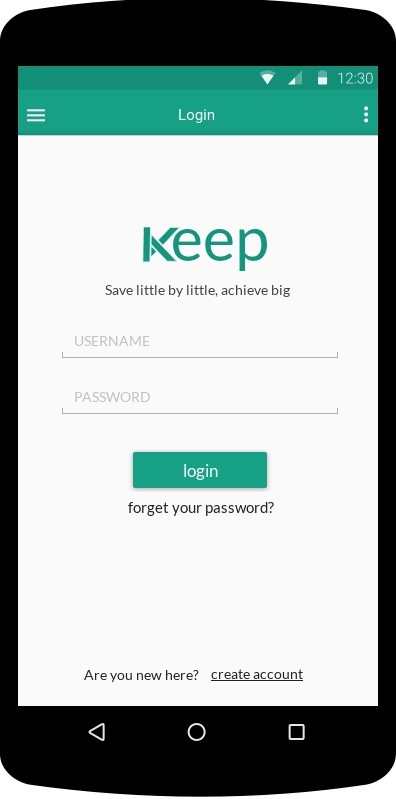 12:30
Login
Keep
Save little by little, achieve big
USERNAME
PASSWORD
login
forget your password?
Are you new here? create account